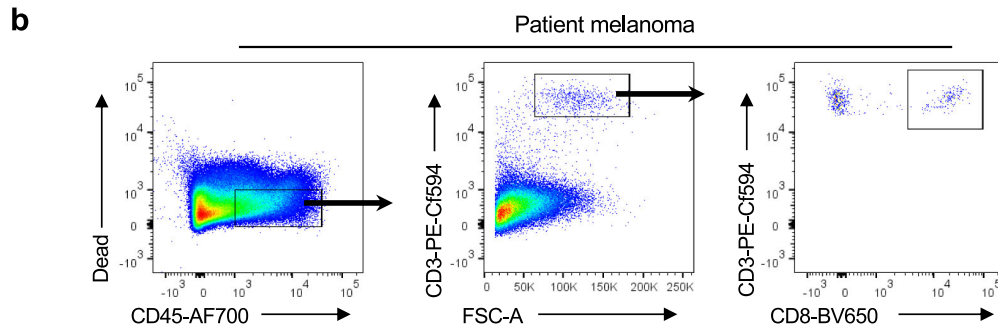 b
Patient melanoma
10^5
10^4
10^3
0
-10^3
Dead
-10^3 0 10^3 10^4 10^5
CD45-AF700
10^5
10^4
10^3
0
-10^3
CD3-PE-Cf594
0 50K 100K 150K 200K 250K
FSC-A
10^5
10^4
10^3
0
-10^3
CD3-PE-Cf594
-10^3 0 10^3 10^4 10^5
CD8-BV650